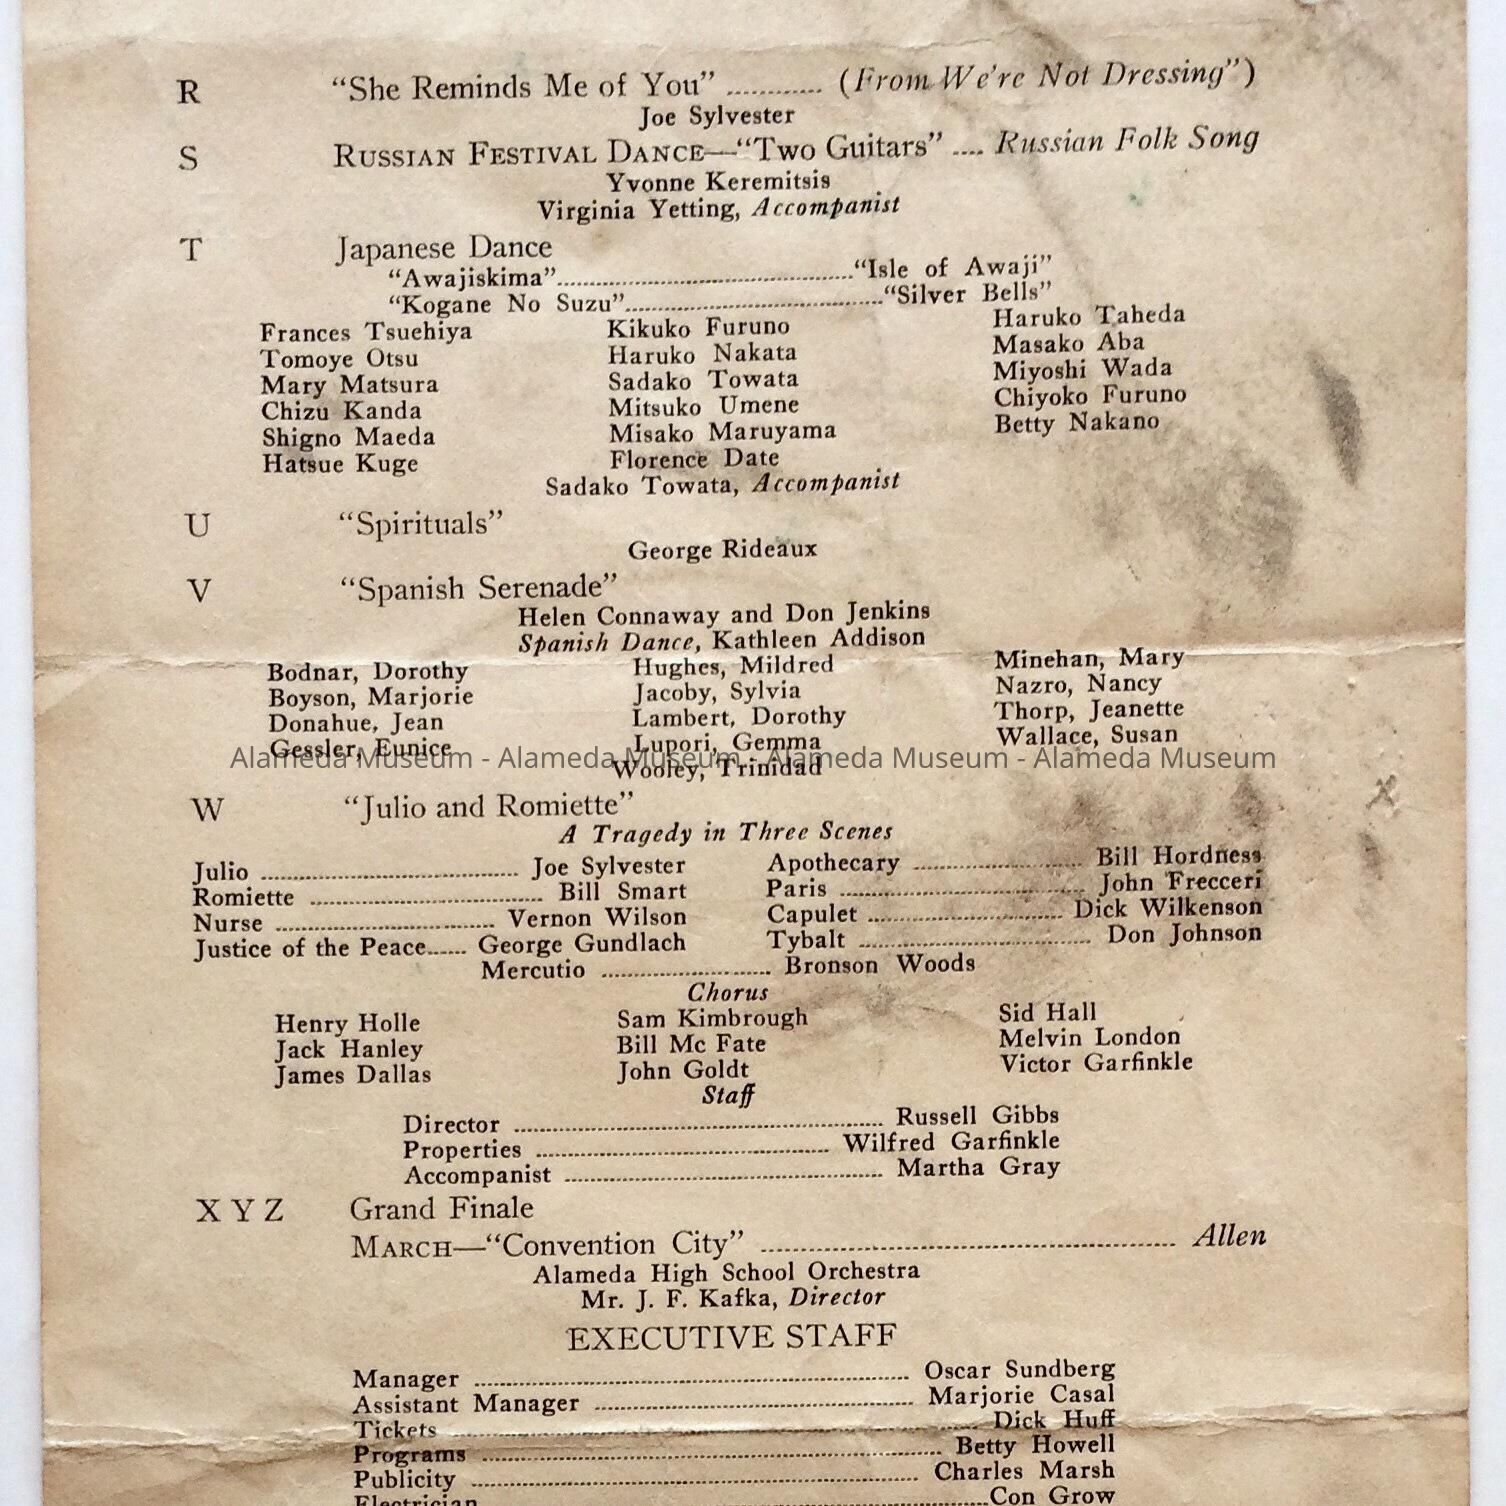 R "She Reminds Me of You" ............ (From We're Not Dressing")
Joe Sylvester
S RUSSIAN FESTIVAL DANCE—"Two Guitars" .... Russian Folk Song
Yvonne Keremitsis
Virginia Yetting, Accompanist
T Japanese Dance
"Awajiskima"........................"Isle of Awaji"
"Kogane No Suzu"........................"Silver Bells"
Frances Tsuehiya Kikuko Furuno Haruko Taheda
Tomoye Otsu Haruko Nakata Masako Aba
Mary Matsura Sadako Towata Miyoshi Wada
Chizu Kanda Mitsuko Umene Chiyoko Furuno
Shigno Maeda Misako Maruyama Betty Nakano
Hatsue Kuge Florence Date
Sadako Towata, Accompanist
U "Spirituals"
George Rideaux
V "Spanish Serenade"
Helen Connaway and Don Jenkins
Spanish Dance, Kathleen Addison
Bodnar, Dorothy Hughes, Mildred Minehan, Mary
Boyson, Marjorie Jacoby, Sylvia Nazro, Nancy
Donahue, Jean Lambert, Dorothy Thorp, Jeanette
Gessler, Eunice Lupori, Gemma Wallace, Susan
Alameda Museum - Alameda Museum - Alameda Museum - Alameda Museum
Wooley, Trinidad
W "Julio and Romiette"
A Tragedy in Three Scenes
Julio ............ Joe Sylvester Apothecary ............ Bill Hordness
Romiette ............ Bill Smart Paris ............ John Frecceri
Nurse ............ Vernon Wilson Capulet ............ Dick Wilkenson
Justice of the Peace...... George Gundlach Tybalt ............ Don Johnson
Mercutio ............ Bronson Woods
Chorus
Henry Holle Sam Kimbrough Sid Hall
Jack Hanley Bill Mc Fate Melvin London
James Dallas John Goldt Victor Garfinkle
Staff
Director ............ Russell Gibbs
Properties ............ Wilfred Garfinkle
Accompanist ............ Martha Gray
X Y Z Grand Finale
MARCH—"Convention City" ............ Allen
Alameda High School Orchestra
Mr. J. F. Kafka, Director
EXECUTIVE STAFF
Manager ............ Oscar Sundberg
Assistant Manager ............ Marjorie Casal
Tickets ............ Dick Huff
Programs ............ Betty Howell
Publicity ............ Charles Marsh
Electrician ............ Con Grow